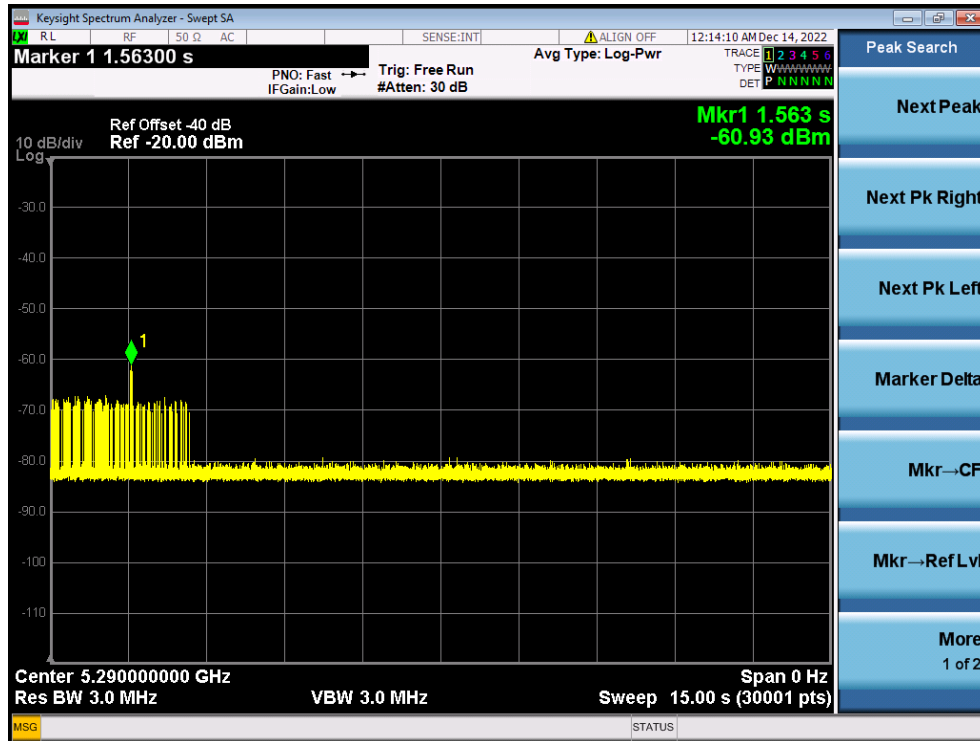 Keysight Spectrum Analyzer - Swept SA
LXI RL RF 50 Ω AC SENSE:INT ALIGN OFF 12:14:10 AM Dec 14, 2022
Marker 1 1.56300 s
PNO: Fast
IFGain:Low
Trig: Free Run
#Atten: 30 dB
Avg Type: Log-Pwr
TRACE 1 2 3 4 5 6
TYPE W W W W W W
DET P N N N N N
Ref Offset -40 dB
10 dB/div Ref -20.00 dBm
Log
Mkr1 1.563 s
-60.93 dBm
-30.0
-40.0
-50.0
1
-60.0
-70.0
-80.0
-90.0
-100
-110
Center 5.290000000 GHz Span 0 Hz
Res BW 3.0 MHz VBW 3.0 MHz Sweep 15.00 s (30001 pts)
MSG STATUS
Peak Search
Next Peak
Next Pk Right
Next Pk Left
Marker Delta
Mkr→CF
Mkr→Ref Lvl
More
1 of 2